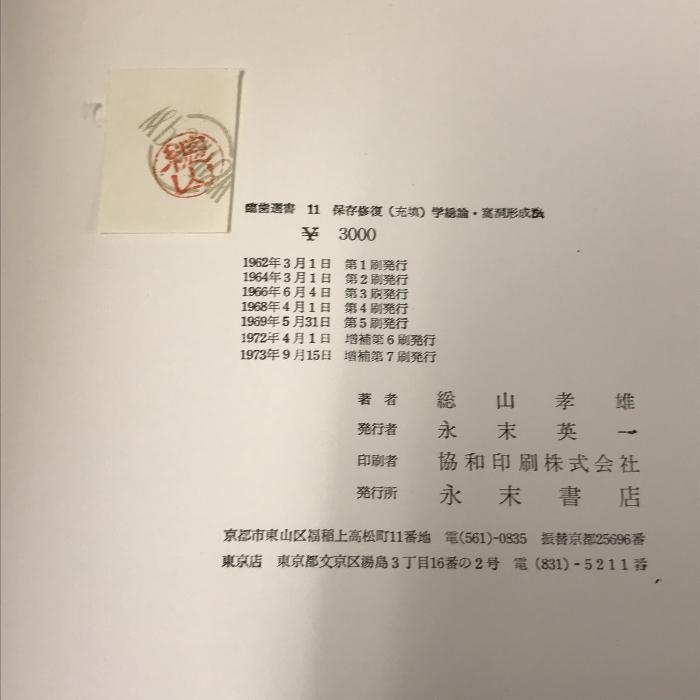 總山
臨歯選書 11 保存修復(充填)学総論・窩洞形成法
¥ 3000
1962年3月1日 第1刷発行
1964年3月1日 第2刷発行
1966年6月4日 第3刷発行
1968年4月1日 第4刷発行
1969年5月31日 第5刷発行
1972年4月1日 増補第6刷発行
1973年9月15日 増補第7刷発行
著者 総山孝雄
発行者 永末英一
印刷者 協和印刷株式会社
発行所 永末書店
京都市東山区福稲上高松町11番地 電(561)-0835 振替京都25696番
東京店 東京都文京区湯島3丁目16番の2号 電(831)-5211番